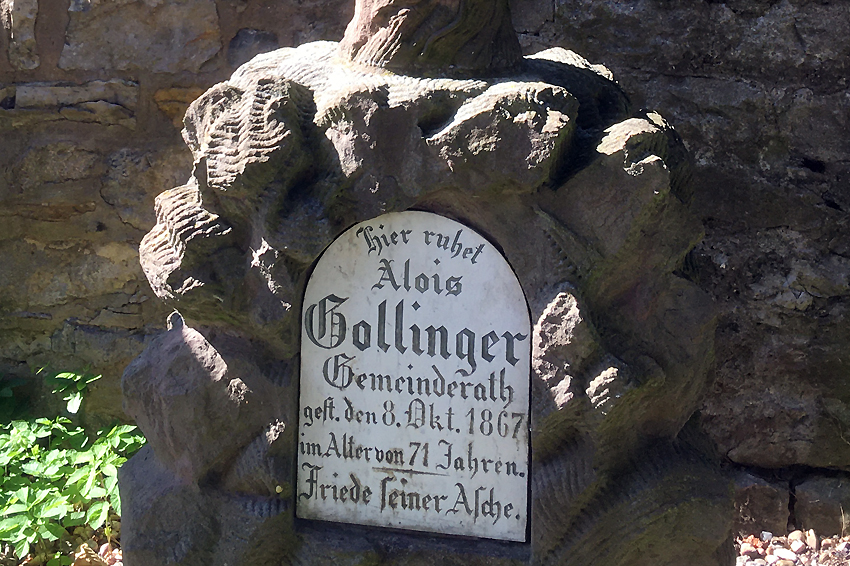 Hier ruhet
Alois
Gollinger
Gemeinderath
gest. den 8. Okt. 1867
im Alter von 71 Jahren.
Friede seiner Asche.